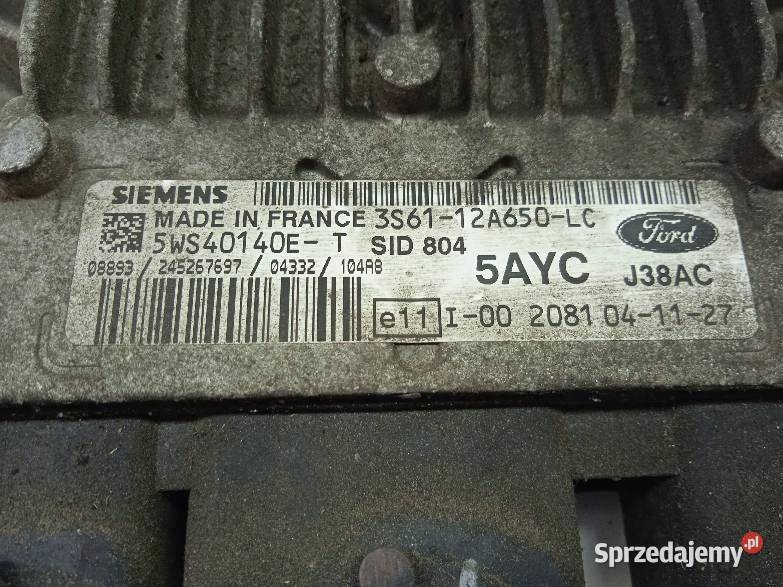 SIEMENS
MADE IN FRANCE 3S61-12A650-LC
5WS40140E-T SID 804
Ford
08893 / 245267697 / 04332 / 104A8
5AYC J38AC
e11 I-00 2081 04-11-27
Sprzedajemy.pl